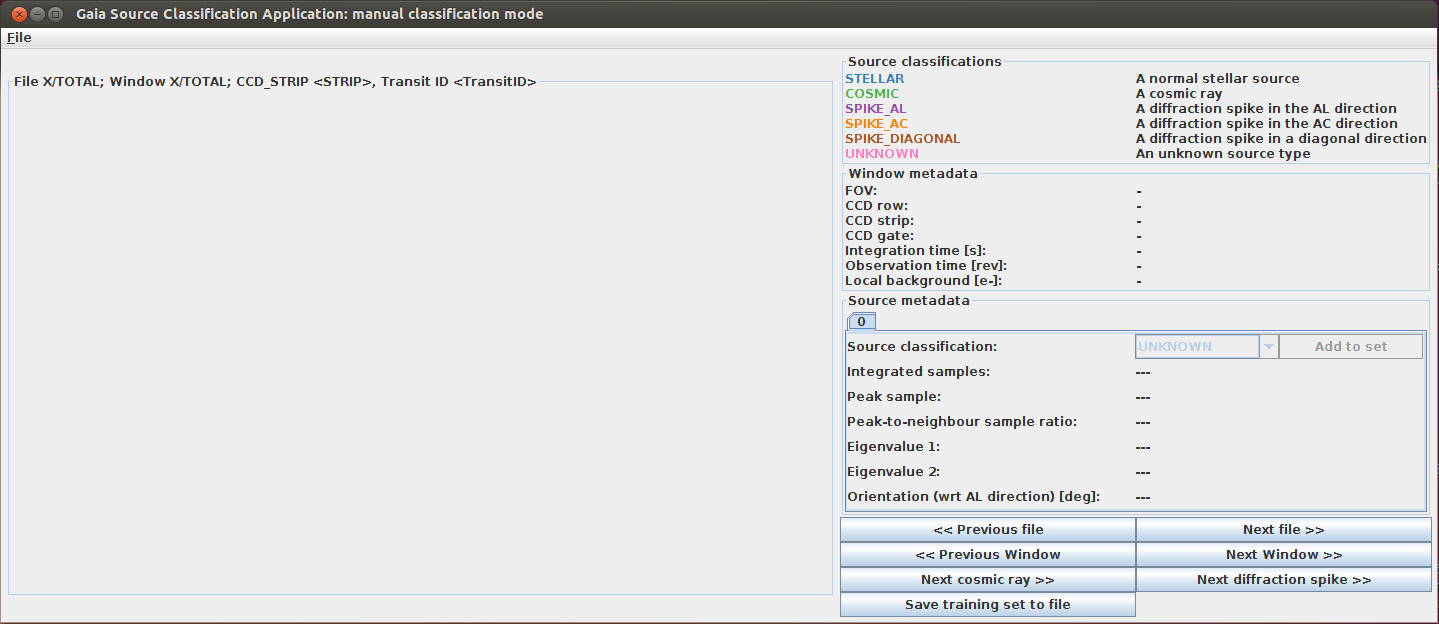 Gaia Source Classification Application: manual classification mode
File
File X/TOTAL; Window X/TOTAL; CCD_STRIP <STRIP>, Transit ID <TransitID>
Source classifications
STELLAR A normal stellar source
COSMIC A cosmic ray
SPIKE_AL A diffraction spike in the AL direction
SPIKE_AC A diffraction spike in the AC direction
SPIKE_DIAGONAL A diffraction spike in a diagonal direction
UNKNOWN An unknown source type
Window metadata
FOV: -
CCD row: -
CCD strip: -
CCD gate: -
Integration time [s]: -
Observation time [rev]: -
Local background [e-]: -
Source metadata
0
Source classification: UNKNOWN Add to set
Integrated samples: ---
Peak sample: ---
Peak-to-neighbour sample ratio: ---
Eigenvalue 1: ---
Eigenvalue 2: ---
Orientation (wrt AL direction) [deg]: ---
<< Previous file Next file >>
<< Previous Window Next Window >>
Next cosmic ray >> Next diffraction spike >>
Save training set to file